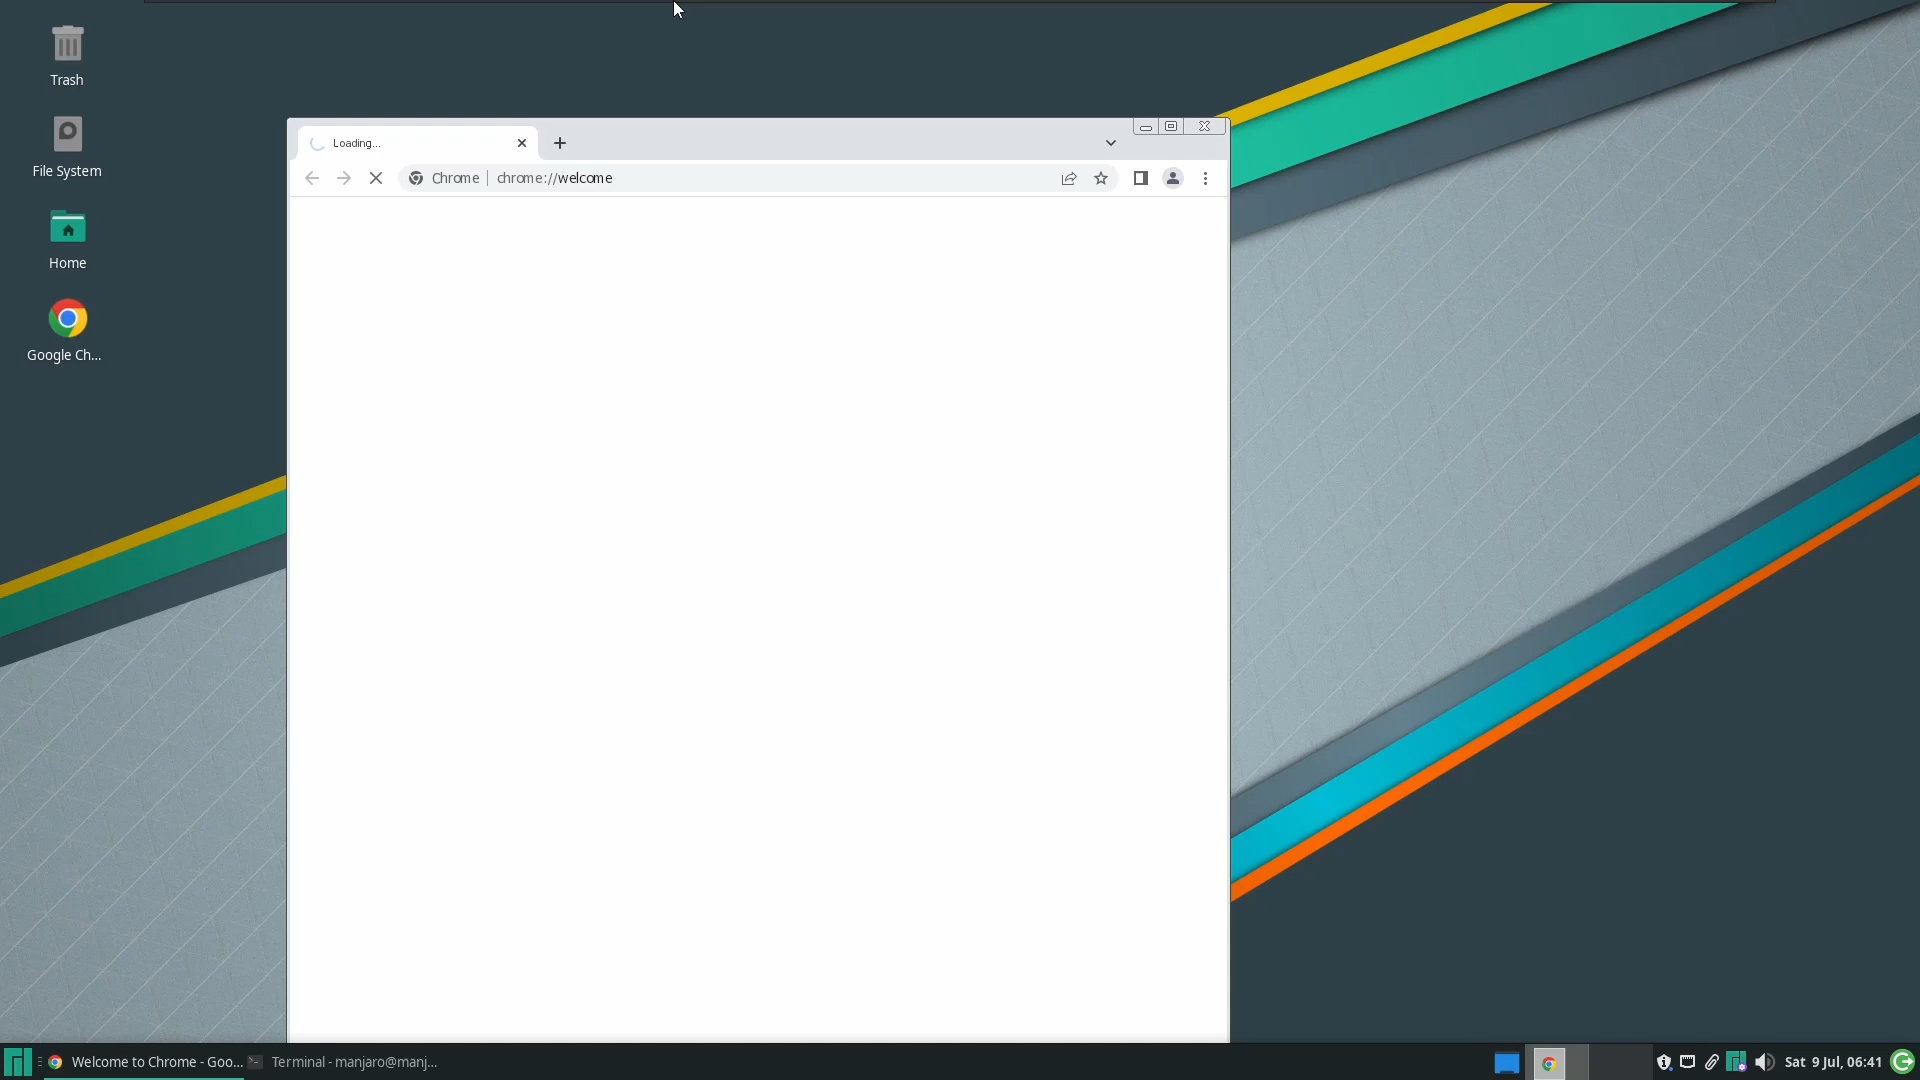 Trash
File System
Home
Google Ch...
Loading...
Chrome | chrome://welcome
Welcome to Chrome - Goo...
Terminal - manjaro@manj...
Sat 9 Jul, 06:41